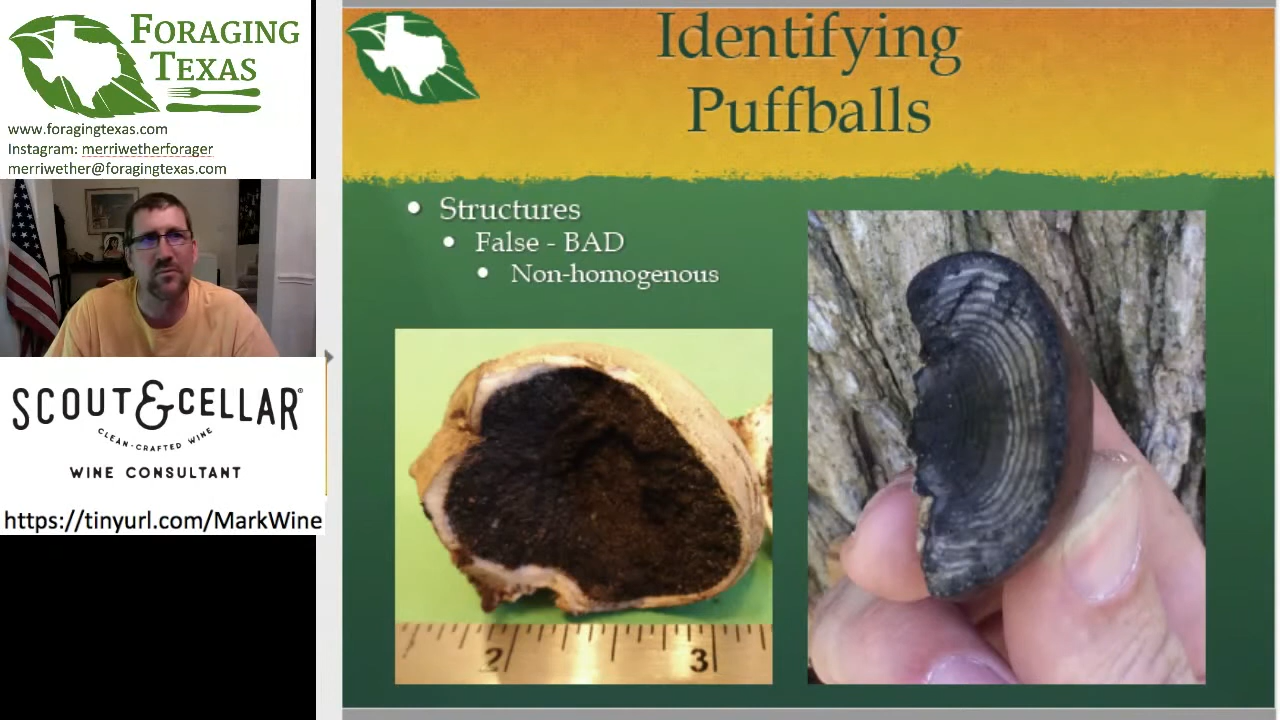 FORAGING
TEXAS
www.foragingtexas.com
Instagram: merriwetherforager
merriwether@foragingtexas.com
SCOUT & CELLAR®
CLEAN-CRAFTED WINE
WINE CONSULTANT
https://tinyurl.com/MarkWine
Identifying
Puffballs
• Structures
• False - BAD
• Non-homogenous
2 3